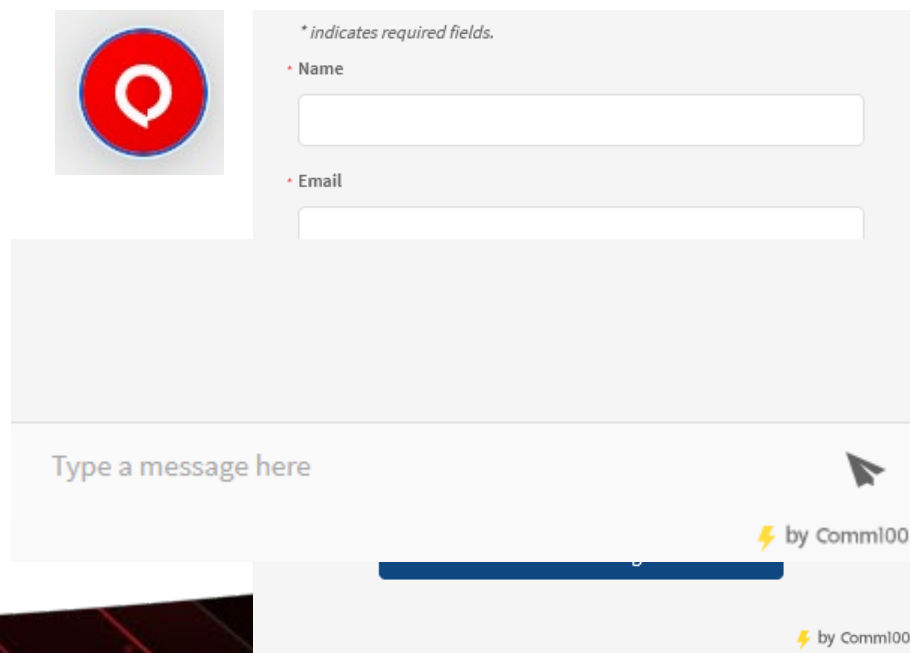 * indicates required fields.
* Name
* Email
Type a message here
by Comm100
by Comm100